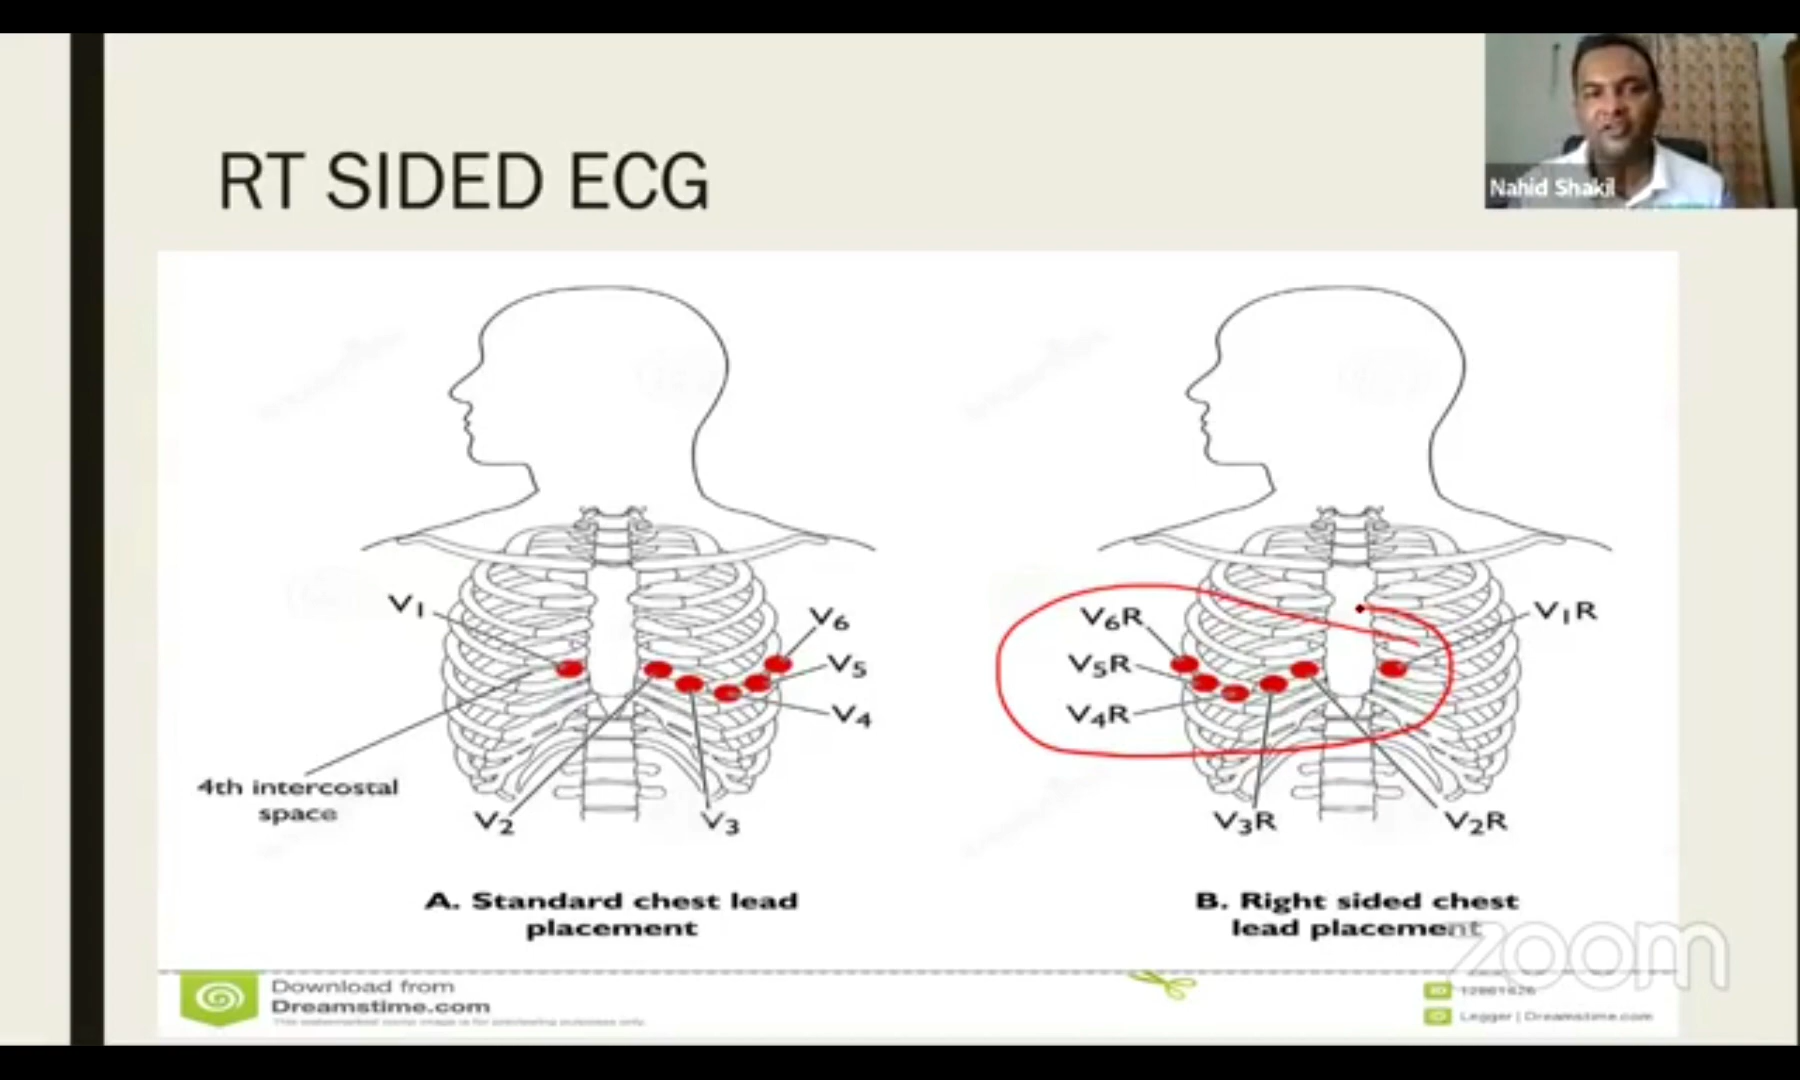 Nahid Shakil
RT SIDED ECG
V1
V6
V5
V4
4th intercostal
space
V2
V3
A. Standard chest lead
placement
V6R
V5R
V4R
V1R
V3R
V2R
B. Right sided chest
lead placement
zoom
Download from
Dreamstime.com
This watermarked comp image is for previewing purposes only.
ID
Legger | Dreamstime.com